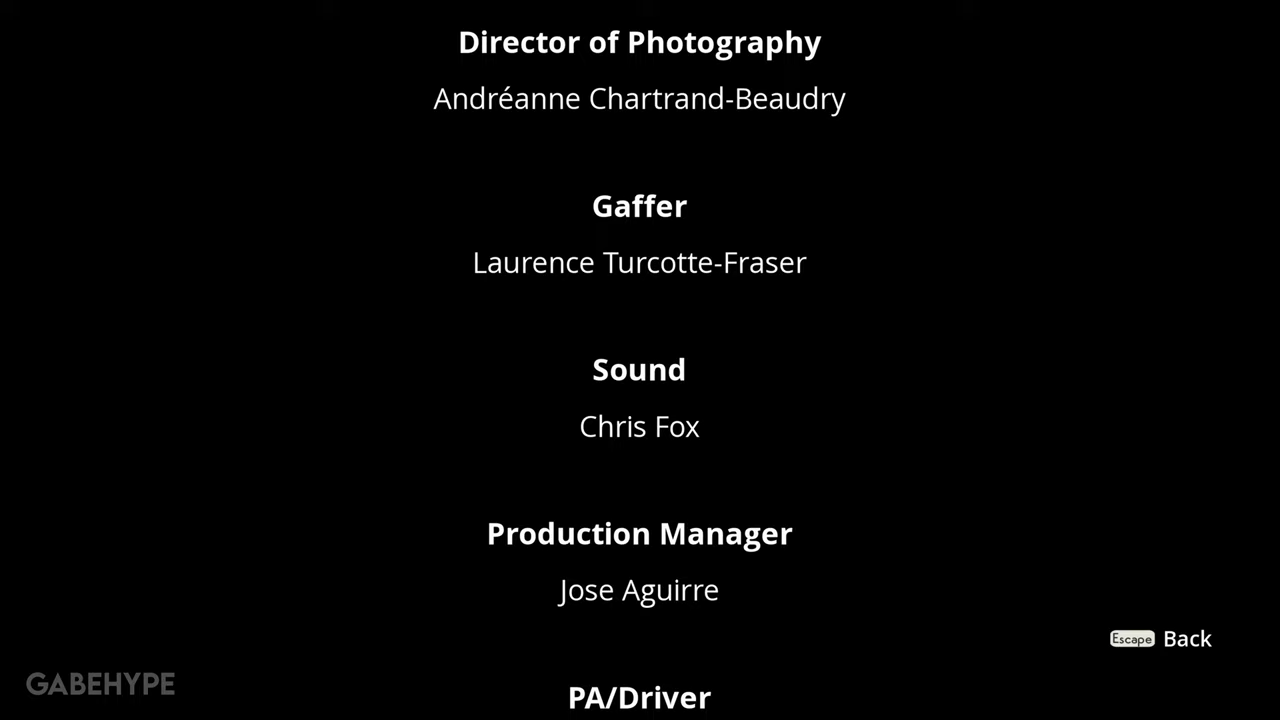 Director of Photography
Andréanne Chartrand-Beaudry
Gaffer
Laurence Turcotte-Fraser
Sound
Chris Fox
Production Manager
Jose Aguirre
Escape Back
GABEHYPE
PA/Driver